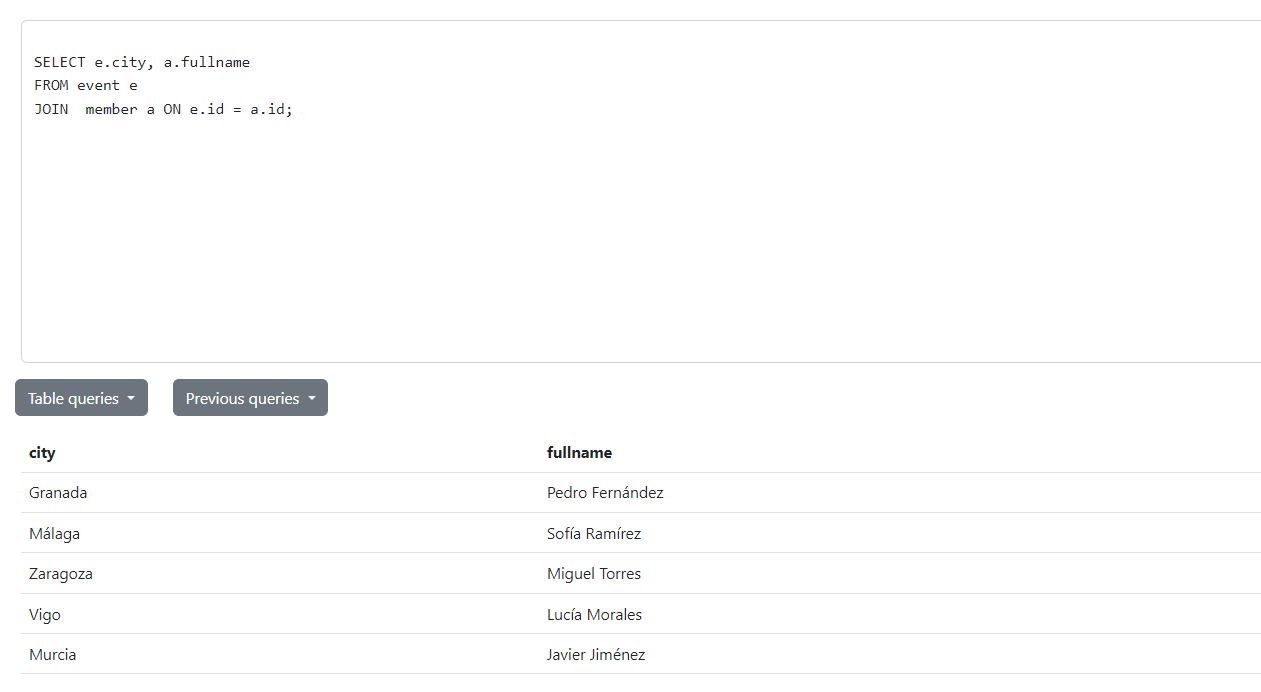 SELECT e.city, a.fullname
FROM event e
JOIN  member a ON e.id = a.id;
Table queries Previous queries
city fullname
Granada Pedro Fernández
Málaga Sofía Ramírez
Zaragoza Miguel Torres
Vigo Lucía Morales
Murcia Javier Jiménez